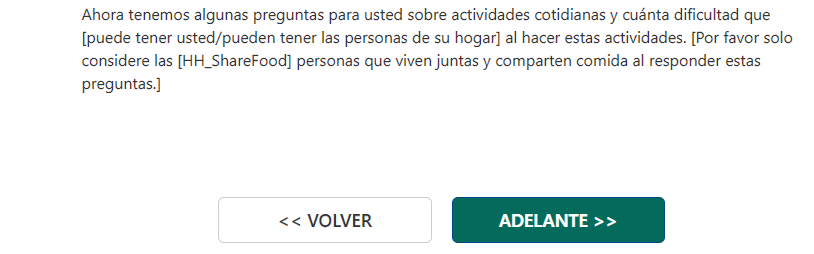 Ahora tenemos algunas preguntas para usted sobre actividades cotidianas y cuánta dificultad que
[puede tener usted/pueden tener las personas de su hogar] al hacer estas actividades. [Por favor solo
considere las [HH_ShareFood] personas que viven juntas y comparten comida al responder estas
preguntas.]
<< VOLVER
ADELANTE >>